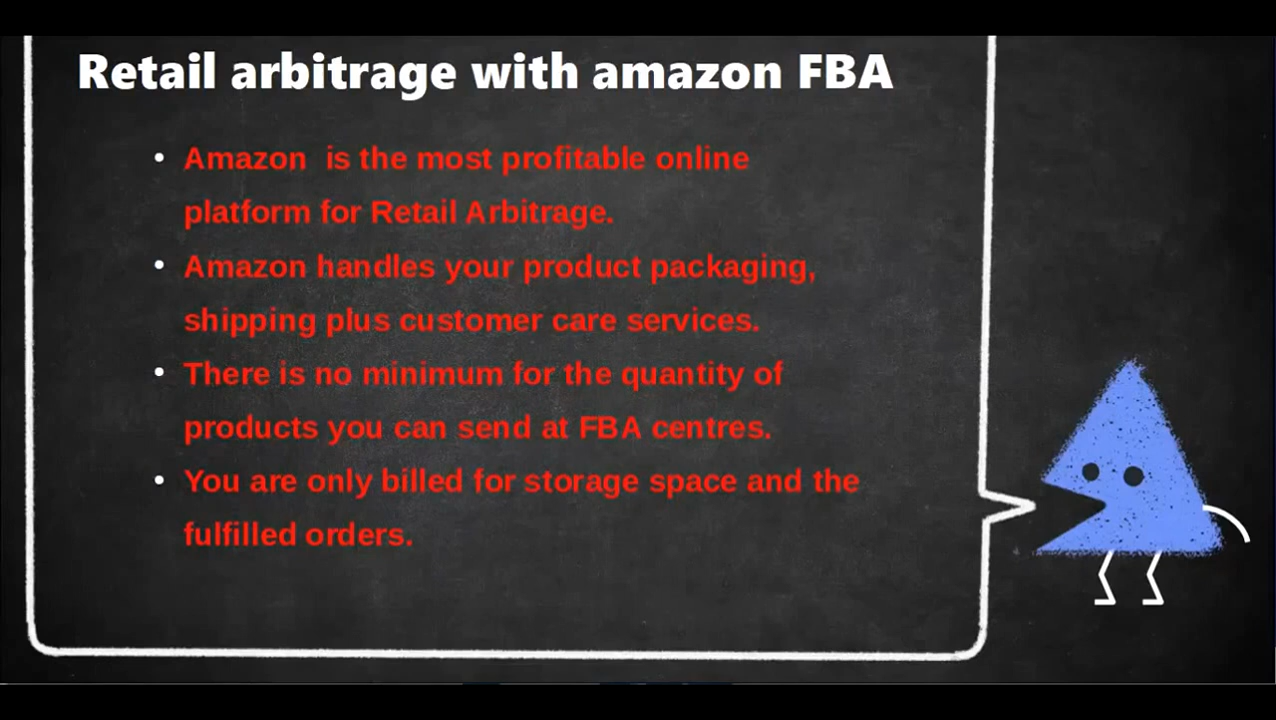 Retail arbitrage with amazon FBA
• Amazon  is the most profitable online
platform for Retail Arbitrage.
• Amazon handles your product packaging,
shipping plus customer care services.
• There is no minimum for the quantity of
products you can send at FBA centres.
• You are only billed for storage space and the
fulfilled orders.